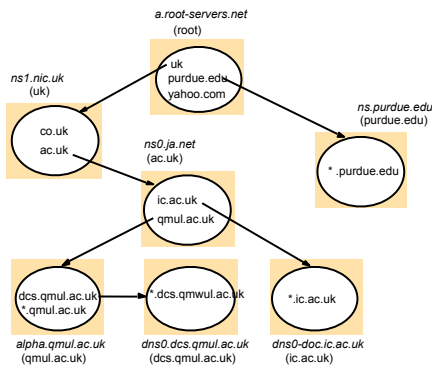 a.root-servers.net
(root)
uk
purdue.edu
yahoo.com
ns1.nic.uk
(uk)
co.uk
ac.uk
ns.purdue.edu
(purdue.edu)
* .purdue.edu
ns0.ja.net
(ac.uk)
ic.ac.uk
qmul.ac.uk
dcs.qmul.ac.uk
*.qmul.ac.uk
*.dcs.qmwul.ac.uk
*.ic.ac.uk
alpha.qmul.ac.uk
(qmul.ac.uk)
dns0.dcs.qmul.ac.uk
(dcs.qmul.ac.uk)
dns0-doc.ic.ac.uk
(ic.ac.uk)